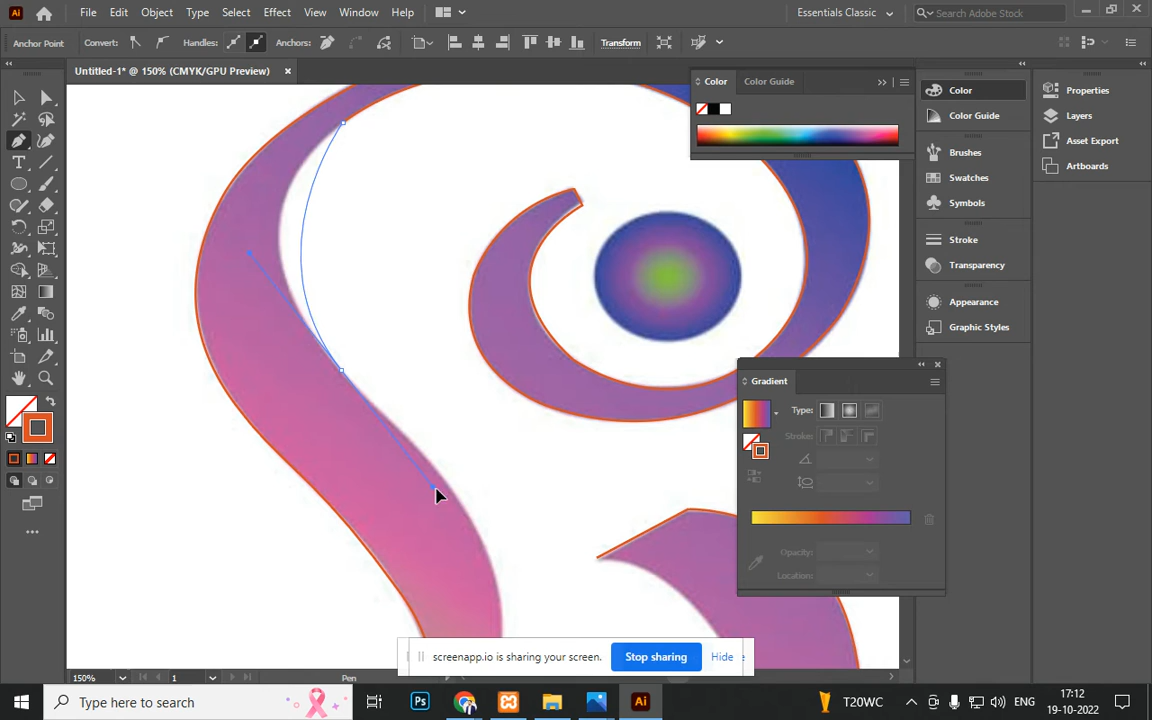 Ai File Edit Object Type Select Effect View Window Help Essentials Classic Search Adobe Stock
Anchor Point Convert: Handles: Anchors: Transform
Untitled-1* @ 150% (CMYK/GPU Preview)
Color Color Guide
Color
Color Guide
Brushes
Swatches
Symbols
Stroke
Transparency
Appearance
Graphic Styles
Properties
Layers
Asset Export
Artboards
Gradient
Type:
Stroke:
Opacity:
Location:
screenapp.io is sharing your screen. Stop sharing Hide
150% 1 Pen
Type here to search Ps Ai T20WC ENG 17:12
19-10-2022